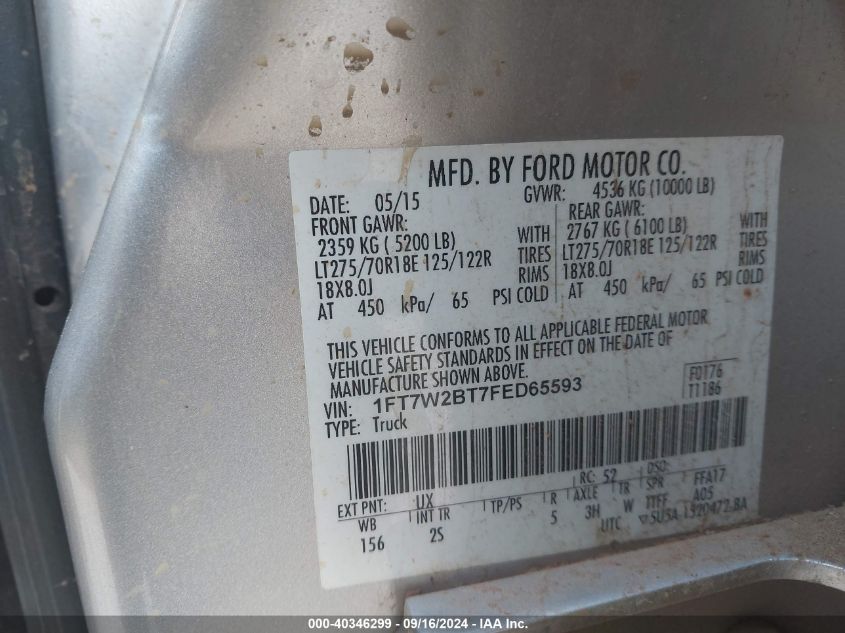 MFD. BY FORD MOTOR CO.
DATE: 05/15 GVWR: 4536 KG (10000 LB)
FRONT GAWR: REAR GAWR:
2359 KG ( 5200 LB) WITH 2767 KG ( 6100 LB) WITH
LT275/70R18E 125/122R TIRES LT275/70R18E 125/122R TIRES
18X8.0J RIMS 18X8.0J RIMS
AT 450 kPa/ 65 PSI COLD AT 450 kPa/ 65 PSI COLD
THIS VEHICLE CONFORMS TO ALL APPLICABLE FEDERAL MOTOR
VEHICLE SAFETY STANDARDS IN EFFECT ON THE DATE OF
MANUFACTURE SHOWN ABOVE.
VIN: 1FT7W2BT7FED65593 F0176
TYPE: Truck T1186
EXT PNT: UX RC: 52 DSO:
WB INT TR TP/PS R AXLE TR SPR FFA17
156 2S 5 3H W TTFF A05
UTC ▽5U5A-1520472-BA
000-40346299 - 09/16/2024 - IAA Inc.